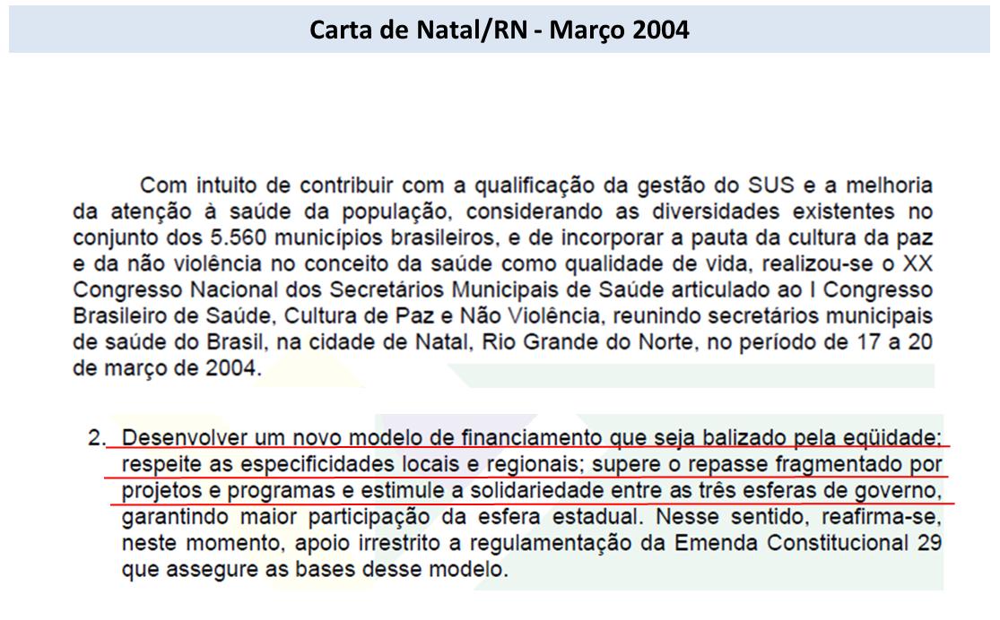 Carta de Natal/RN - Março 2004
Com intuito de contribuir com a qualificação da gestão do SUS e a melhoria
da atenção à saúde da população, considerando as diversidades existentes no
conjunto dos 5.560 municípios brasileiros, e de incorporar a pauta da cultura da paz
e da não violência no conceito da saúde como qualidade de vida, realizou-se o XX
Congresso Nacional dos Secretários Municipais de Saúde articulado ao I Congresso
Brasileiro de Saúde, Cultura de Paz e Não Violência, reunindo secretários municipais
de saúde do Brasil, na cidade de Natal, Rio Grande do Norte, no período de 17 a 20
de março de 2004.
2. Desenvolver um novo modelo de financiamento que seja balizado pela eqüidade;
respeite as especificidades locais e regionais; supere o repasse fragmentado por
projetos e programas e estimule a solidariedade entre as três esferas de governo,
garantindo maior participação da esfera estadual. Nesse sentido, reafirma-se,
neste momento, apoio irrestrito a regulamentação da Emenda Constitucional 29
que assegure as bases desse modelo.